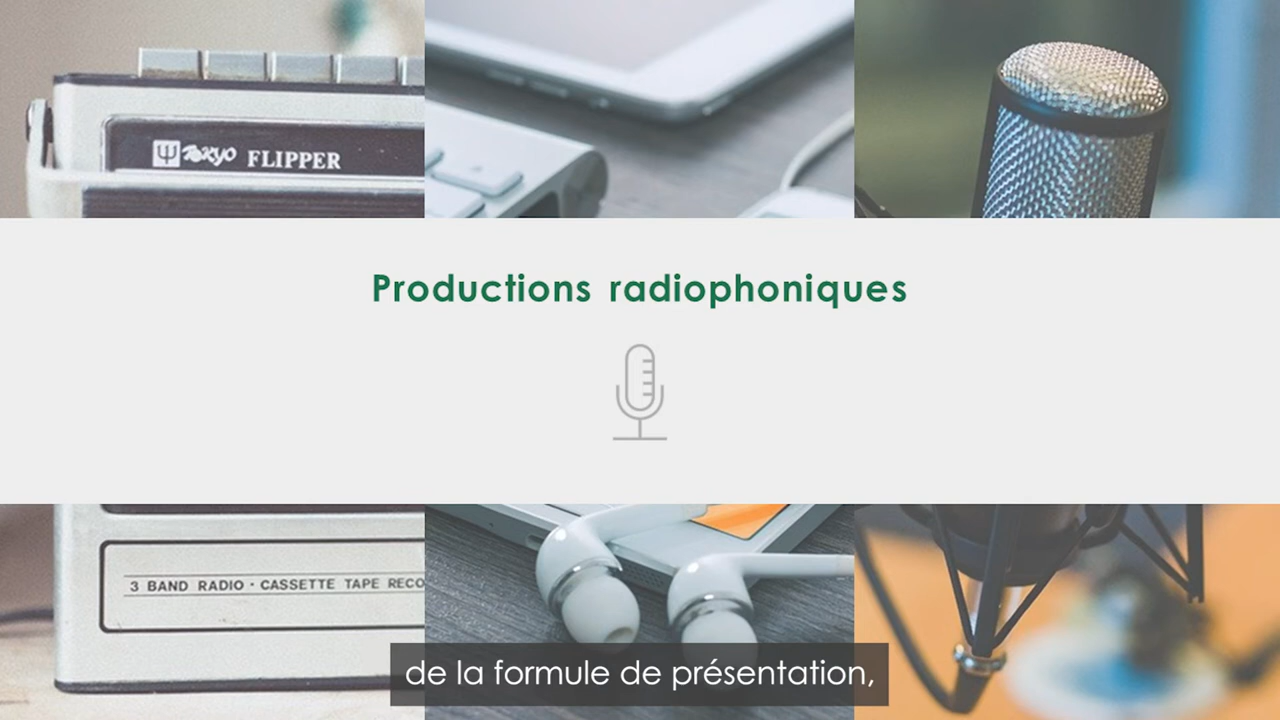 Tokyo FLIPPER
Productions radiophoniques
3 BAND RADIO · CASSETTE TAPE RECO
de la formule de présentation,